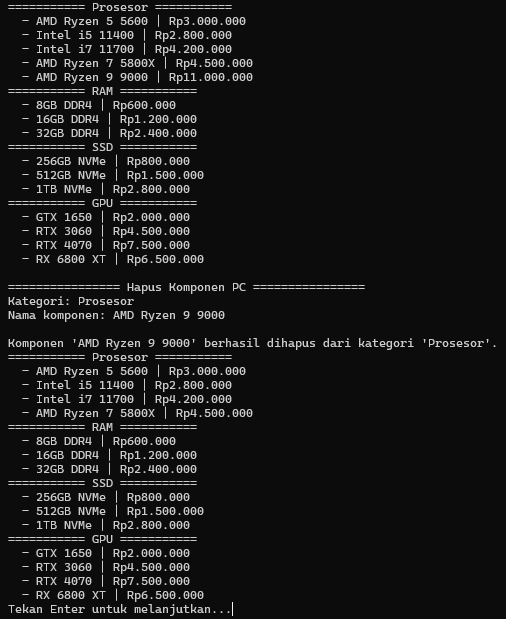 =========== Prosesor ===========
- AMD Ryzen 5 5600 | Rp3.000.000
- Intel i5 11400 | Rp2.800.000
- Intel i7 11700 | Rp4.200.000
- AMD Ryzen 7 5800X | Rp4.500.000
- AMD Ryzen 9 9000 | Rp11.000.000
=========== RAM ===========
- 8GB DDR4 | Rp600.000
- 16GB DDR4 | Rp1.200.000
- 32GB DDR4 | Rp2.400.000
=========== SSD ===========
- 256GB NVMe | Rp800.000
- 512GB NVMe | Rp1.500.000
- 1TB NVMe | Rp2.800.000
=========== GPU ===========
- GTX 1650 | Rp2.000.000
- RTX 3060 | Rp4.500.000
- RTX 4070 | Rp7.500.000
- RX 6800 XT | Rp6.500.000
================ Hapus Komponen PC ================
Kategori: Prosesor
Nama komponen: AMD Ryzen 9 9000
Komponen 'AMD Ryzen 9 9000' berhasil dihapus dari kategori 'Prosesor'.
=========== Prosesor ===========
- AMD Ryzen 5 5600 | Rp3.000.000
- Intel i5 11400 | Rp2.800.000
- Intel i7 11700 | Rp4.200.000
- AMD Ryzen 7 5800X | Rp4.500.000
=========== RAM ===========
- 8GB DDR4 | Rp600.000
- 16GB DDR4 | Rp1.200.000
- 32GB DDR4 | Rp2.400.000
=========== SSD ===========
- 256GB NVMe | Rp800.000
- 512GB NVMe | Rp1.500.000
- 1TB NVMe | Rp2.800.000
=========== GPU ===========
- GTX 1650 | Rp2.000.000
- RTX 3060 | Rp4.500.000
- RTX 4070 | Rp7.500.000
- RX 6800 XT | Rp6.500.000
Tekan Enter untuk melanjutkan...